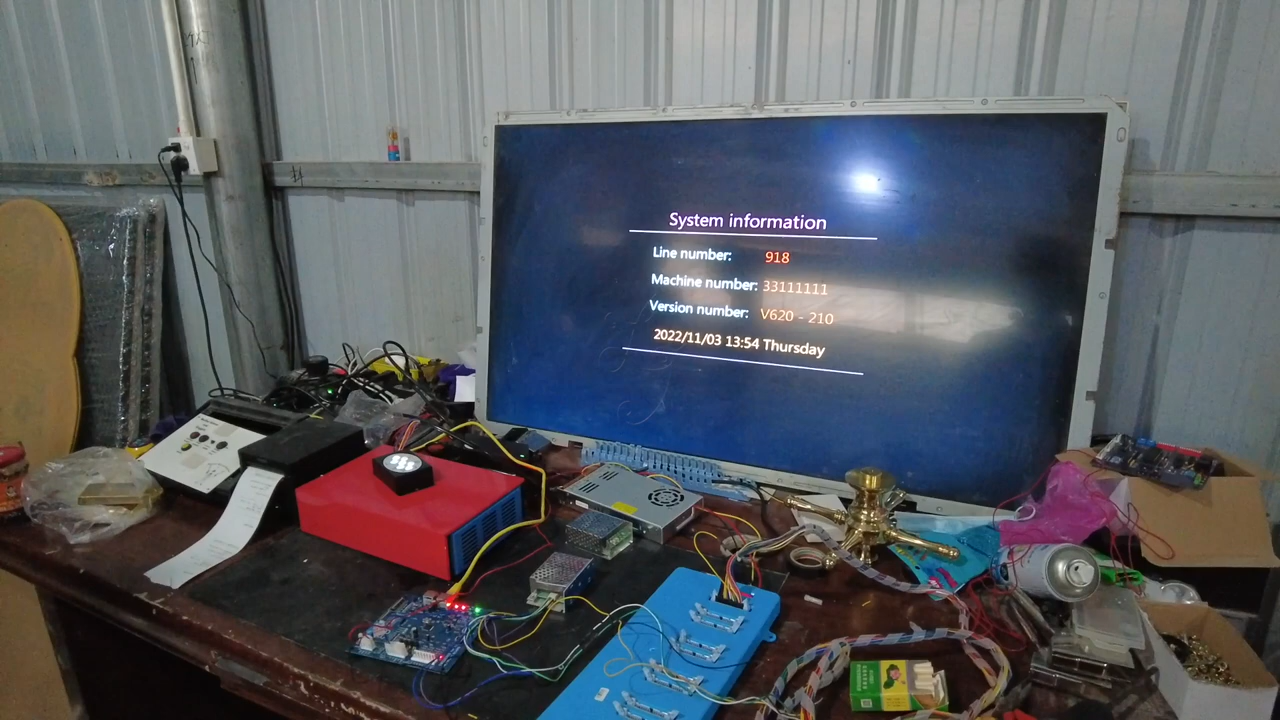 System information
Line number: 918
Machine number: 33111111
Version number: V620 - 210
2022/11/03 13:54 Thursday